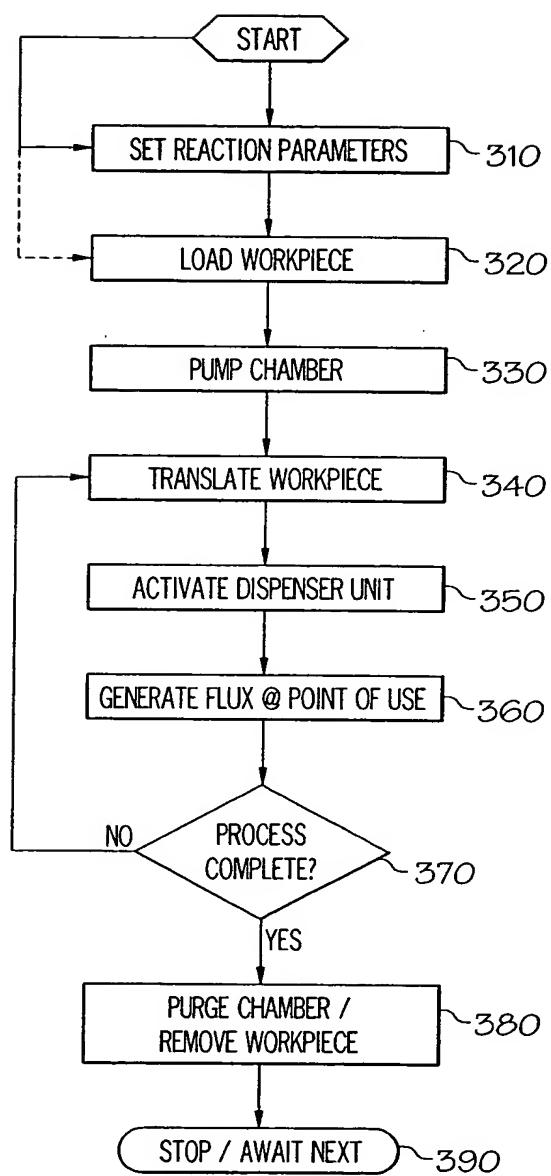 START
SET REACTION PARAMETERS 310
LOAD WORKPIECE 320
PUMP CHAMBER 330
TRANSLATE WORKPIECE 340
ACTIVATE DISPENSER UNIT 350
GENERATE FLUX @ POINT OF USE 360
NO
PROCESS
COMPLETE? 370
YES
PURGE CHAMBER /
REMOVE WORKPIECE 380
STOP / AWAIT NEXT 390